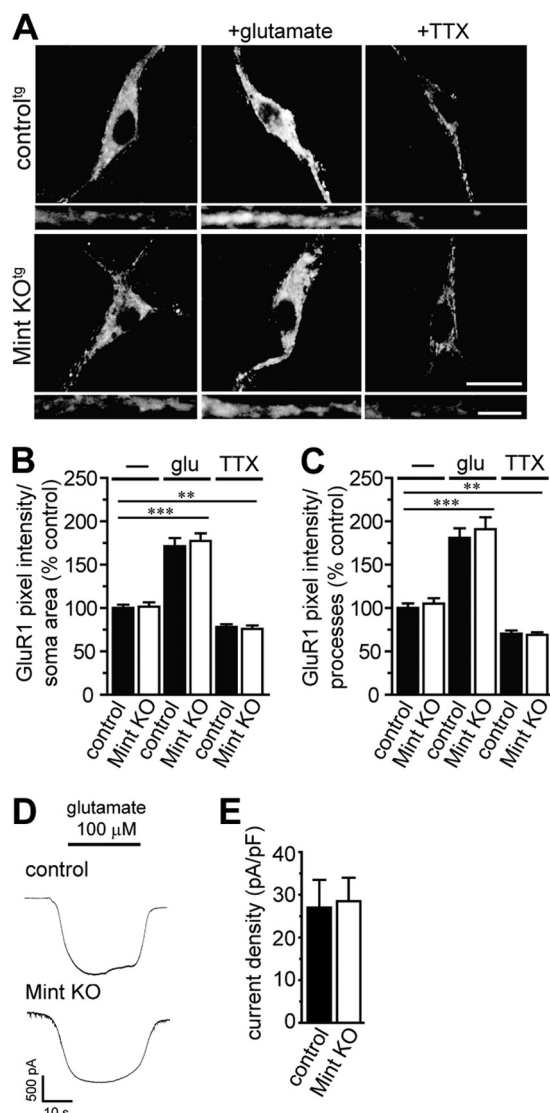 A
+glutamate
+TTX
control^tg
Mint KO^tg
B
— glu TTX
GluR1 pixel intensity/
soma area (% control)
250
200
150
100
50
0
**
***
control
Mint KO
control
Mint KO
control
Mint KO
C
— glu TTX
GluR1 pixel intensity/
processes (% control)
250
200
150
100
50
0
**
***
control
Mint KO
control
Mint KO
control
Mint KO
D
glutamate
100 μM
control
Mint KO
500 pA
10 s
E
current density (pA/pF)
40
30
20
10
0
control
Mint KO